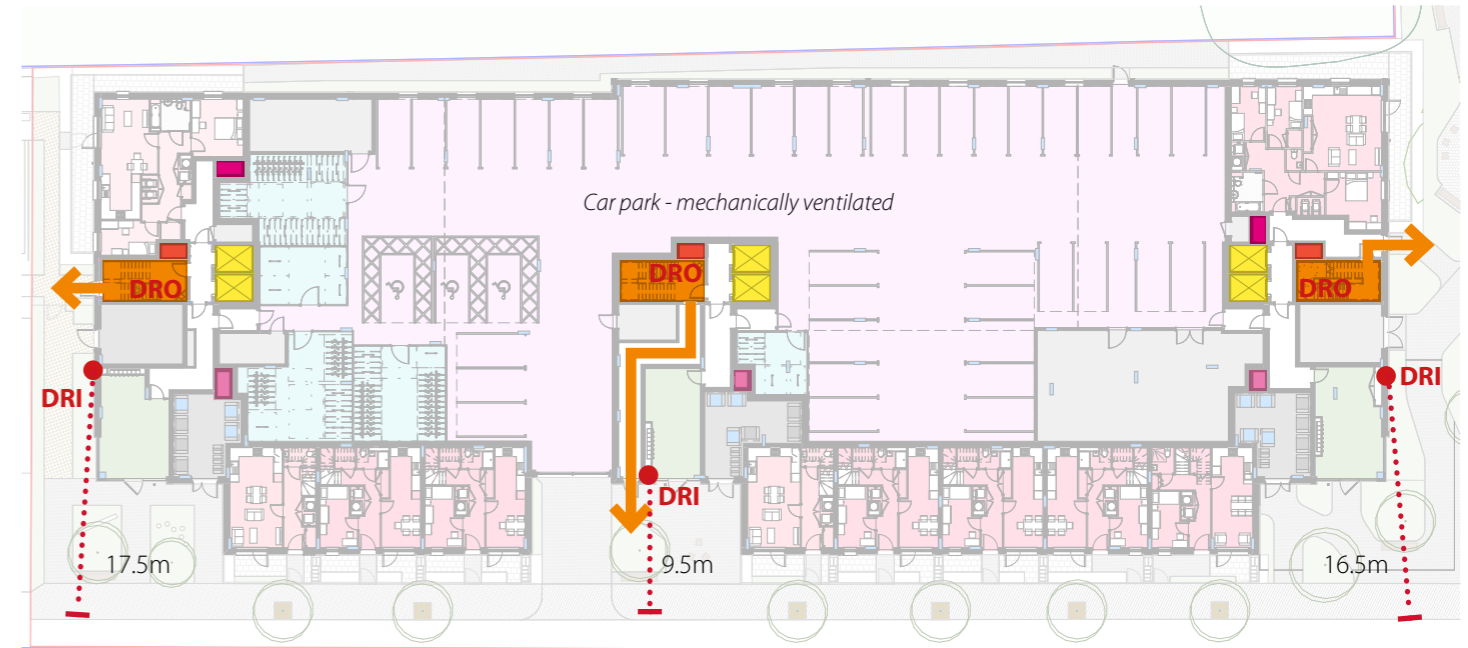 Car park - mechanically ventilated
DRO
DRO
DRO
DRI
DRI
DRI
17.5m
9.5m
16.5m